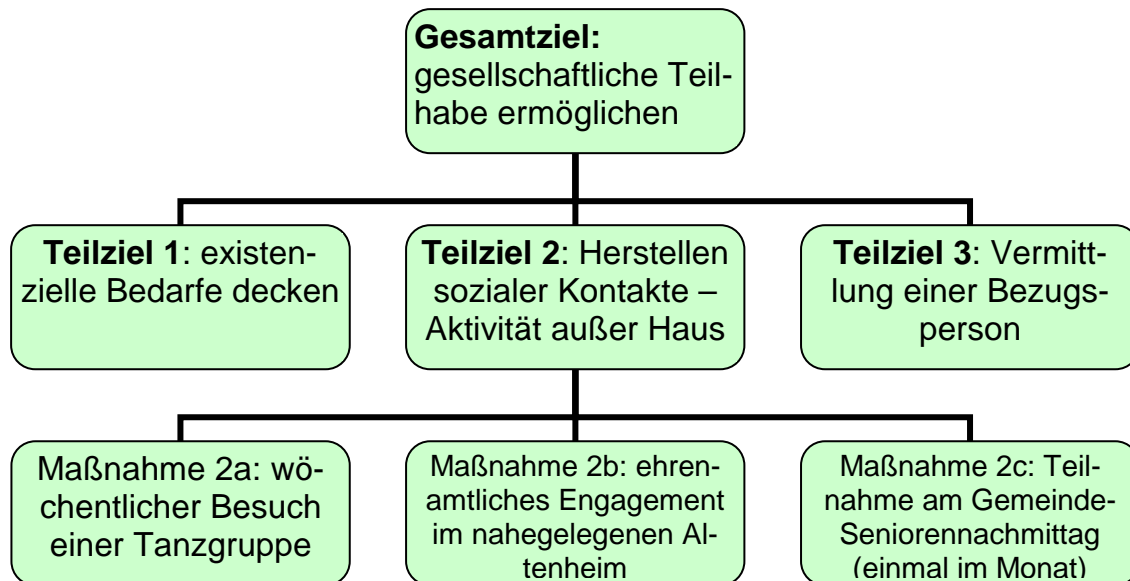 Gesamtziel:
gesellschaftliche Teil-
habe ermöglichen
Teilziel 1: existen-
zielle Bedarfe decken
Teilziel 2: Herstellen
sozialer Kontakte –
Aktivität außer Haus
Teilziel 3: Vermitt-
lung einer Bezugs-
person
Maßnahme 2a: wö-
chentlicher Besuch
einer Tanzgruppe
Maßnahme 2b: ehren-
amtliches Engagement
im nahegelegenen Al-
tenheim
Maßnahme 2c: Teil-
nahme am Gemeinde-
Seniorennachmittag
(einmal im Monat)